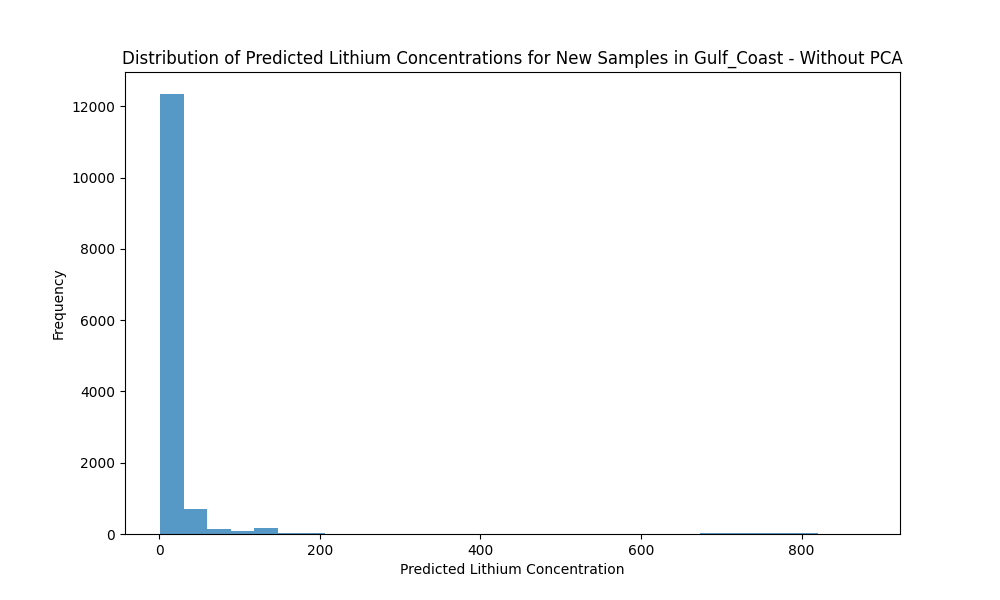 Distribution of Predicted Lithium Concentrations for New Samples in Gulf_Coast - Without PCA
12000
10000
8000
6000
4000
2000
0
Frequency
0 200 400 600 800
Predicted Lithium Concentration